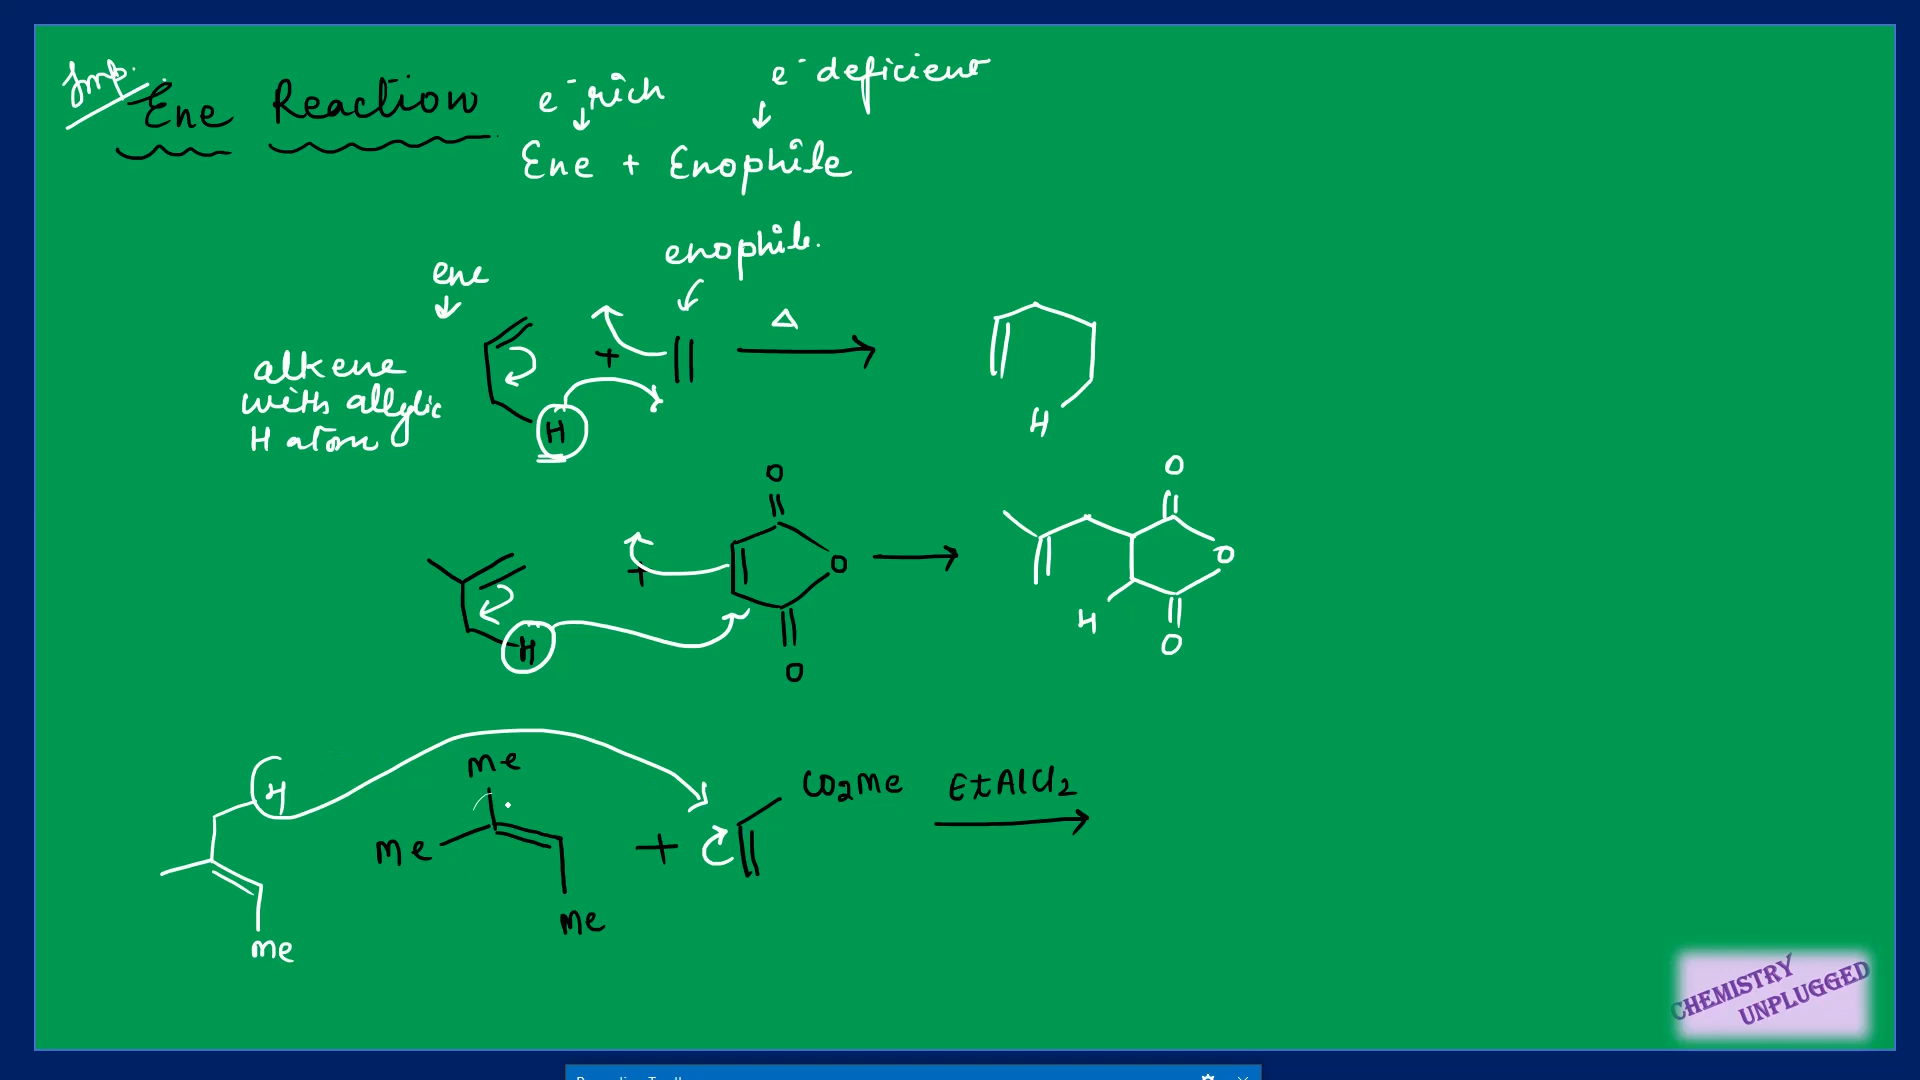 Imp.
Ene Reaction
e⁻ rich
e⁻ deficient
Ene + Enophile
ene
enophile.
alkene
with allylic
H atom
H
+
Δ
H
O
O
O
+
H
O
O
O
H
H
Me
Me
Me
Me
+
CO2Me
EtAlCl2
CHEMISTRY
UNPLUGGED